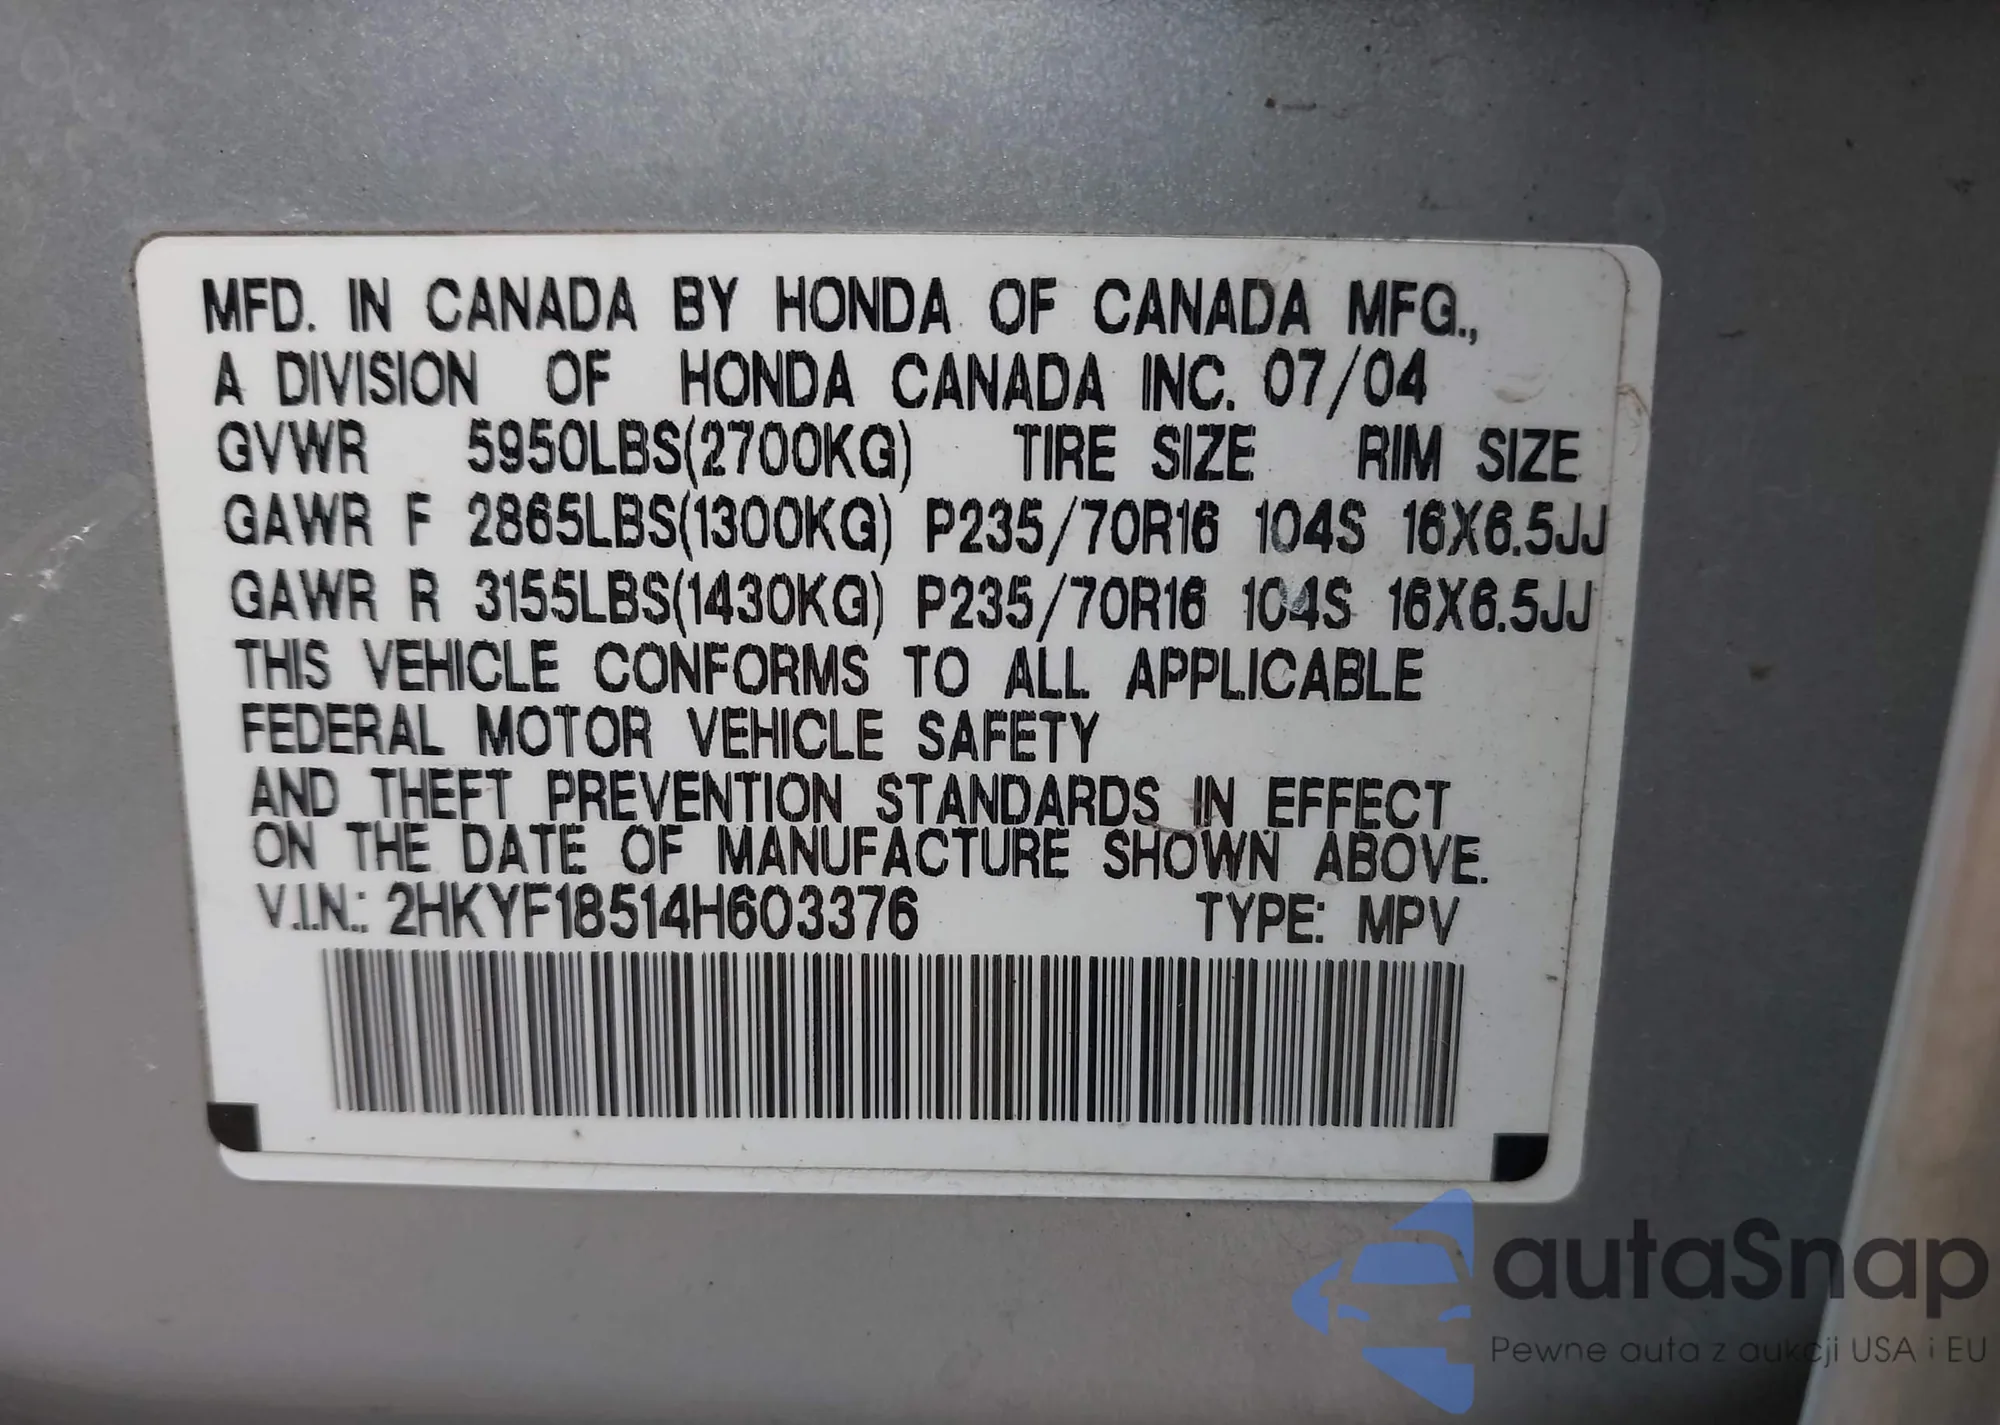 MFD. IN CANADA BY HONDA OF CANADA MFG.,
A DIVISION OF HONDA CANADA INC. 07/04
GVWR 5950LBS(2700KG) TIRE SIZE RIM SIZE
GAWR F 2865LBS(1300KG) P235/70R16 104S 16X6.5JJ
GAWR R 3155LBS(1430KG) P235/70R16 104S 16X6.5JJ
THIS VEHICLE CONFORMS TO ALL APPLICABLE
FEDERAL MOTOR VEHICLE SAFETY
AND THEFT PREVENTION STANDARDS IN EFFECT
ON THE DATE OF MANUFACTURE SHOWN ABOVE.
V.I.N.: 2HKYF18514H603376 TYPE: MPV
autaSnap
Pewne auta z aukcji USA i EU